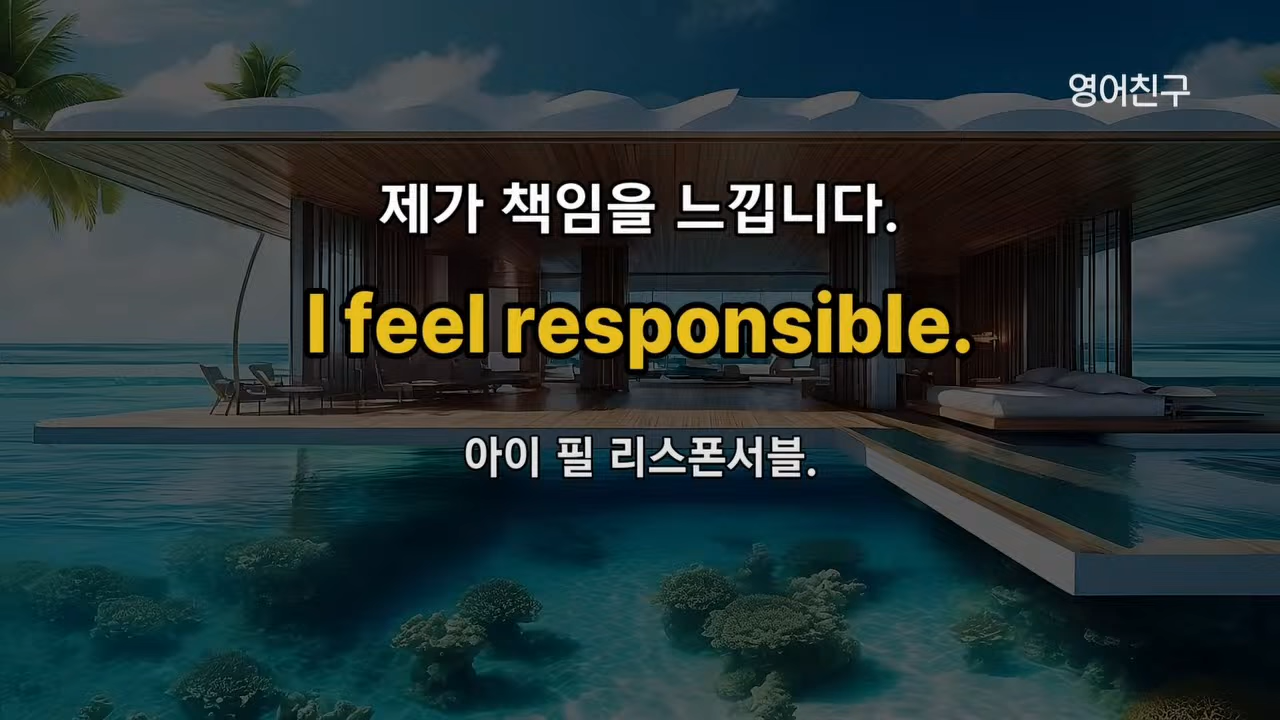 영어친구
제가 책임을 느낍니다.
I feel responsible.
아이 필 리스폰서블.